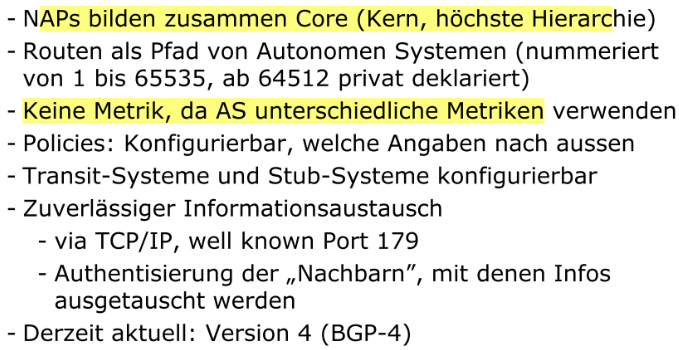 - NAPs bilden zusammen Core (Kern, höchste Hierarchie)
- Routen als Pfad von Autonomen Systemen (nummeriert
von 1 bis 65535, ab 64512 privat deklariert)
- Keine Metrik, da AS unterschiedliche Metriken verwenden
- Policies: Konfigurierbar, welche Angaben nach aussen
- Transit-Systeme und Stub-Systeme konfigurierbar
- Zuverlässiger Informationsaustausch
- via TCP/IP, well known Port 179
- Authentisierung der „Nachbarn”, mit denen Infos
ausgetauscht werden
- Derzeit aktuell: Version 4 (BGP-4)